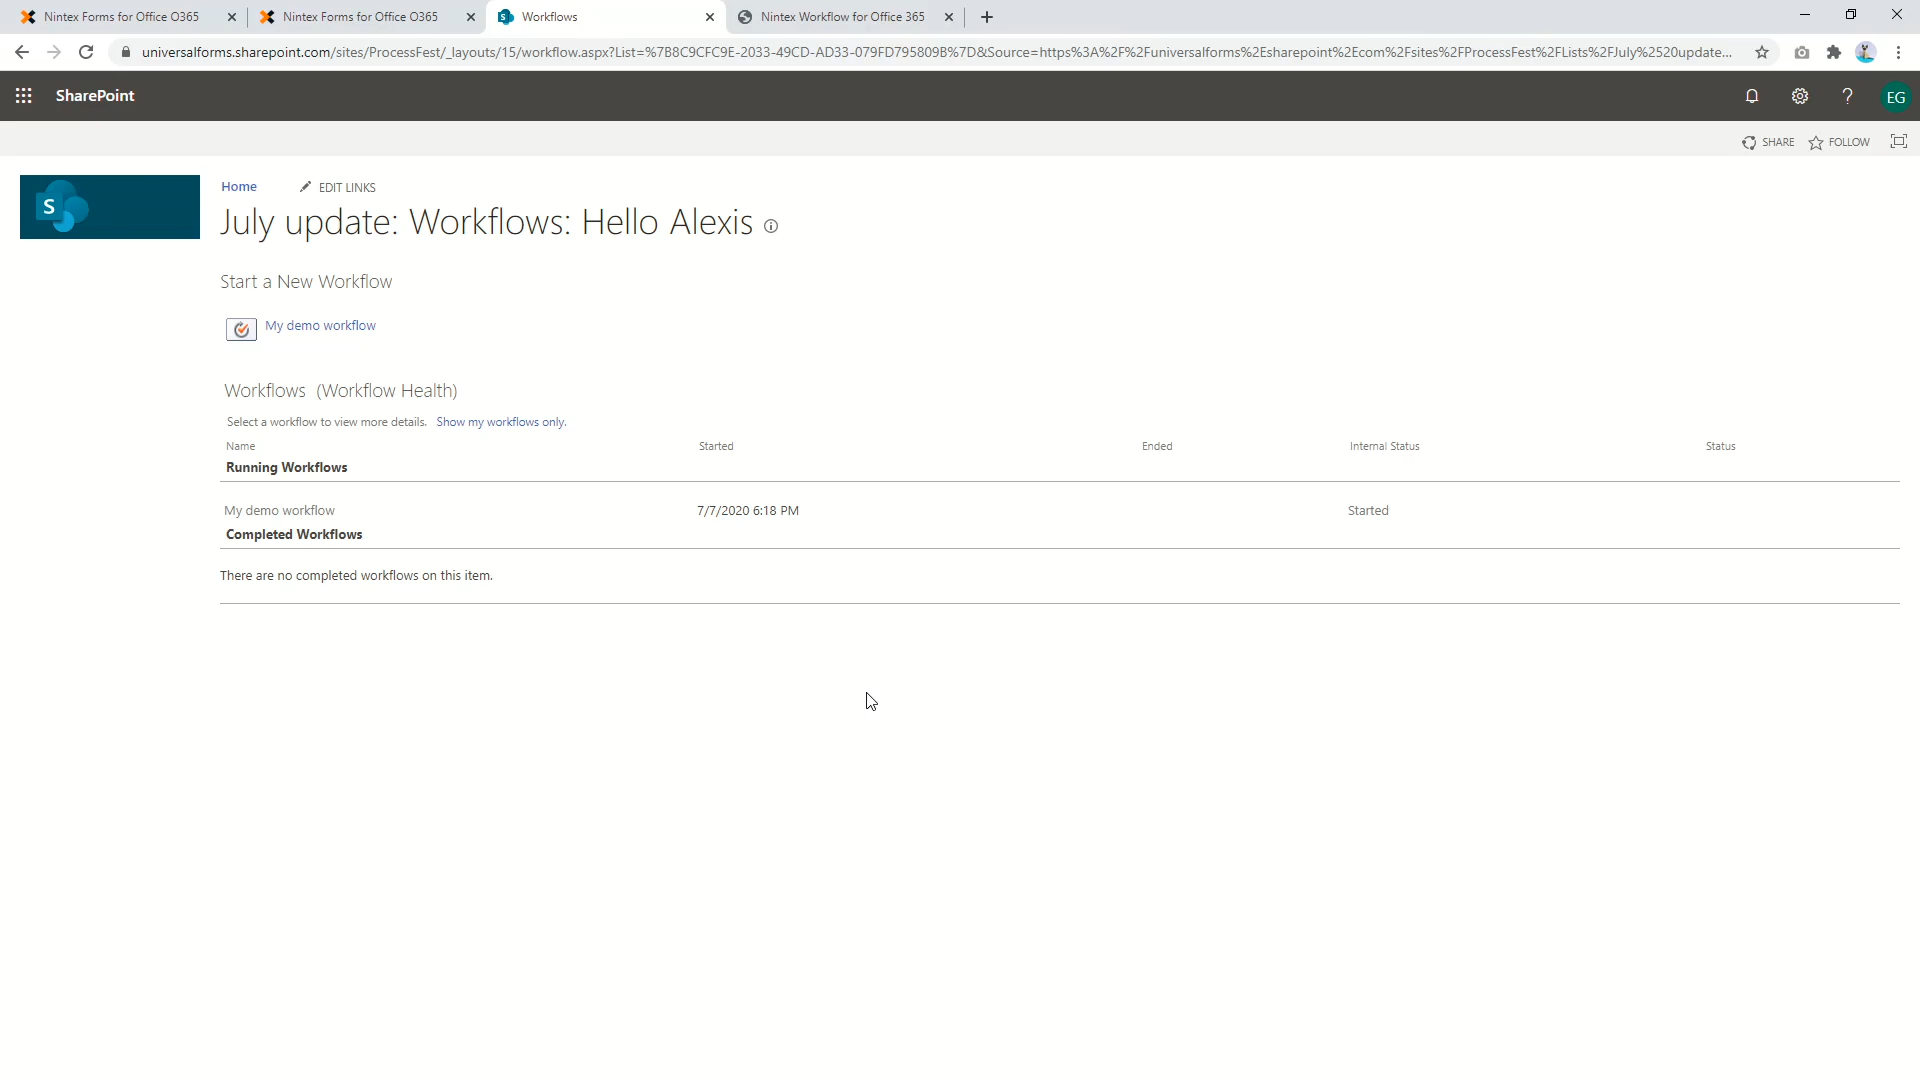 Nintex Forms for Office O365
Nintex Forms for Office O365
Workflows
Nintex Workflow for Office 365
universalforms.sharepoint.com/sites/ProcessFest/_layouts/15/workflow.aspx?List=%7B8C9CFC9E-2033-49CD-AD33-079FD795809B%7D&Source=https%3A%2F%2Funiversalforms%2Esharepoint%2Ecom%2Fsites%2FProcessFest%2FLists%2FJuly%2520update...
SharePoint
?
EG
SHARE
FOLLOW
S
Home
EDIT LINKS
July update: Workflows: Hello Alexis
Start a New Workflow
My demo workflow
Workflows (Workflow Health)
Select a workflow to view more details. Show my workflows only.
Name Started Ended Internal Status Status
Running Workflows
My demo workflow 7/7/2020 6:18 PM Started
Completed Workflows
There are no completed workflows on this item.